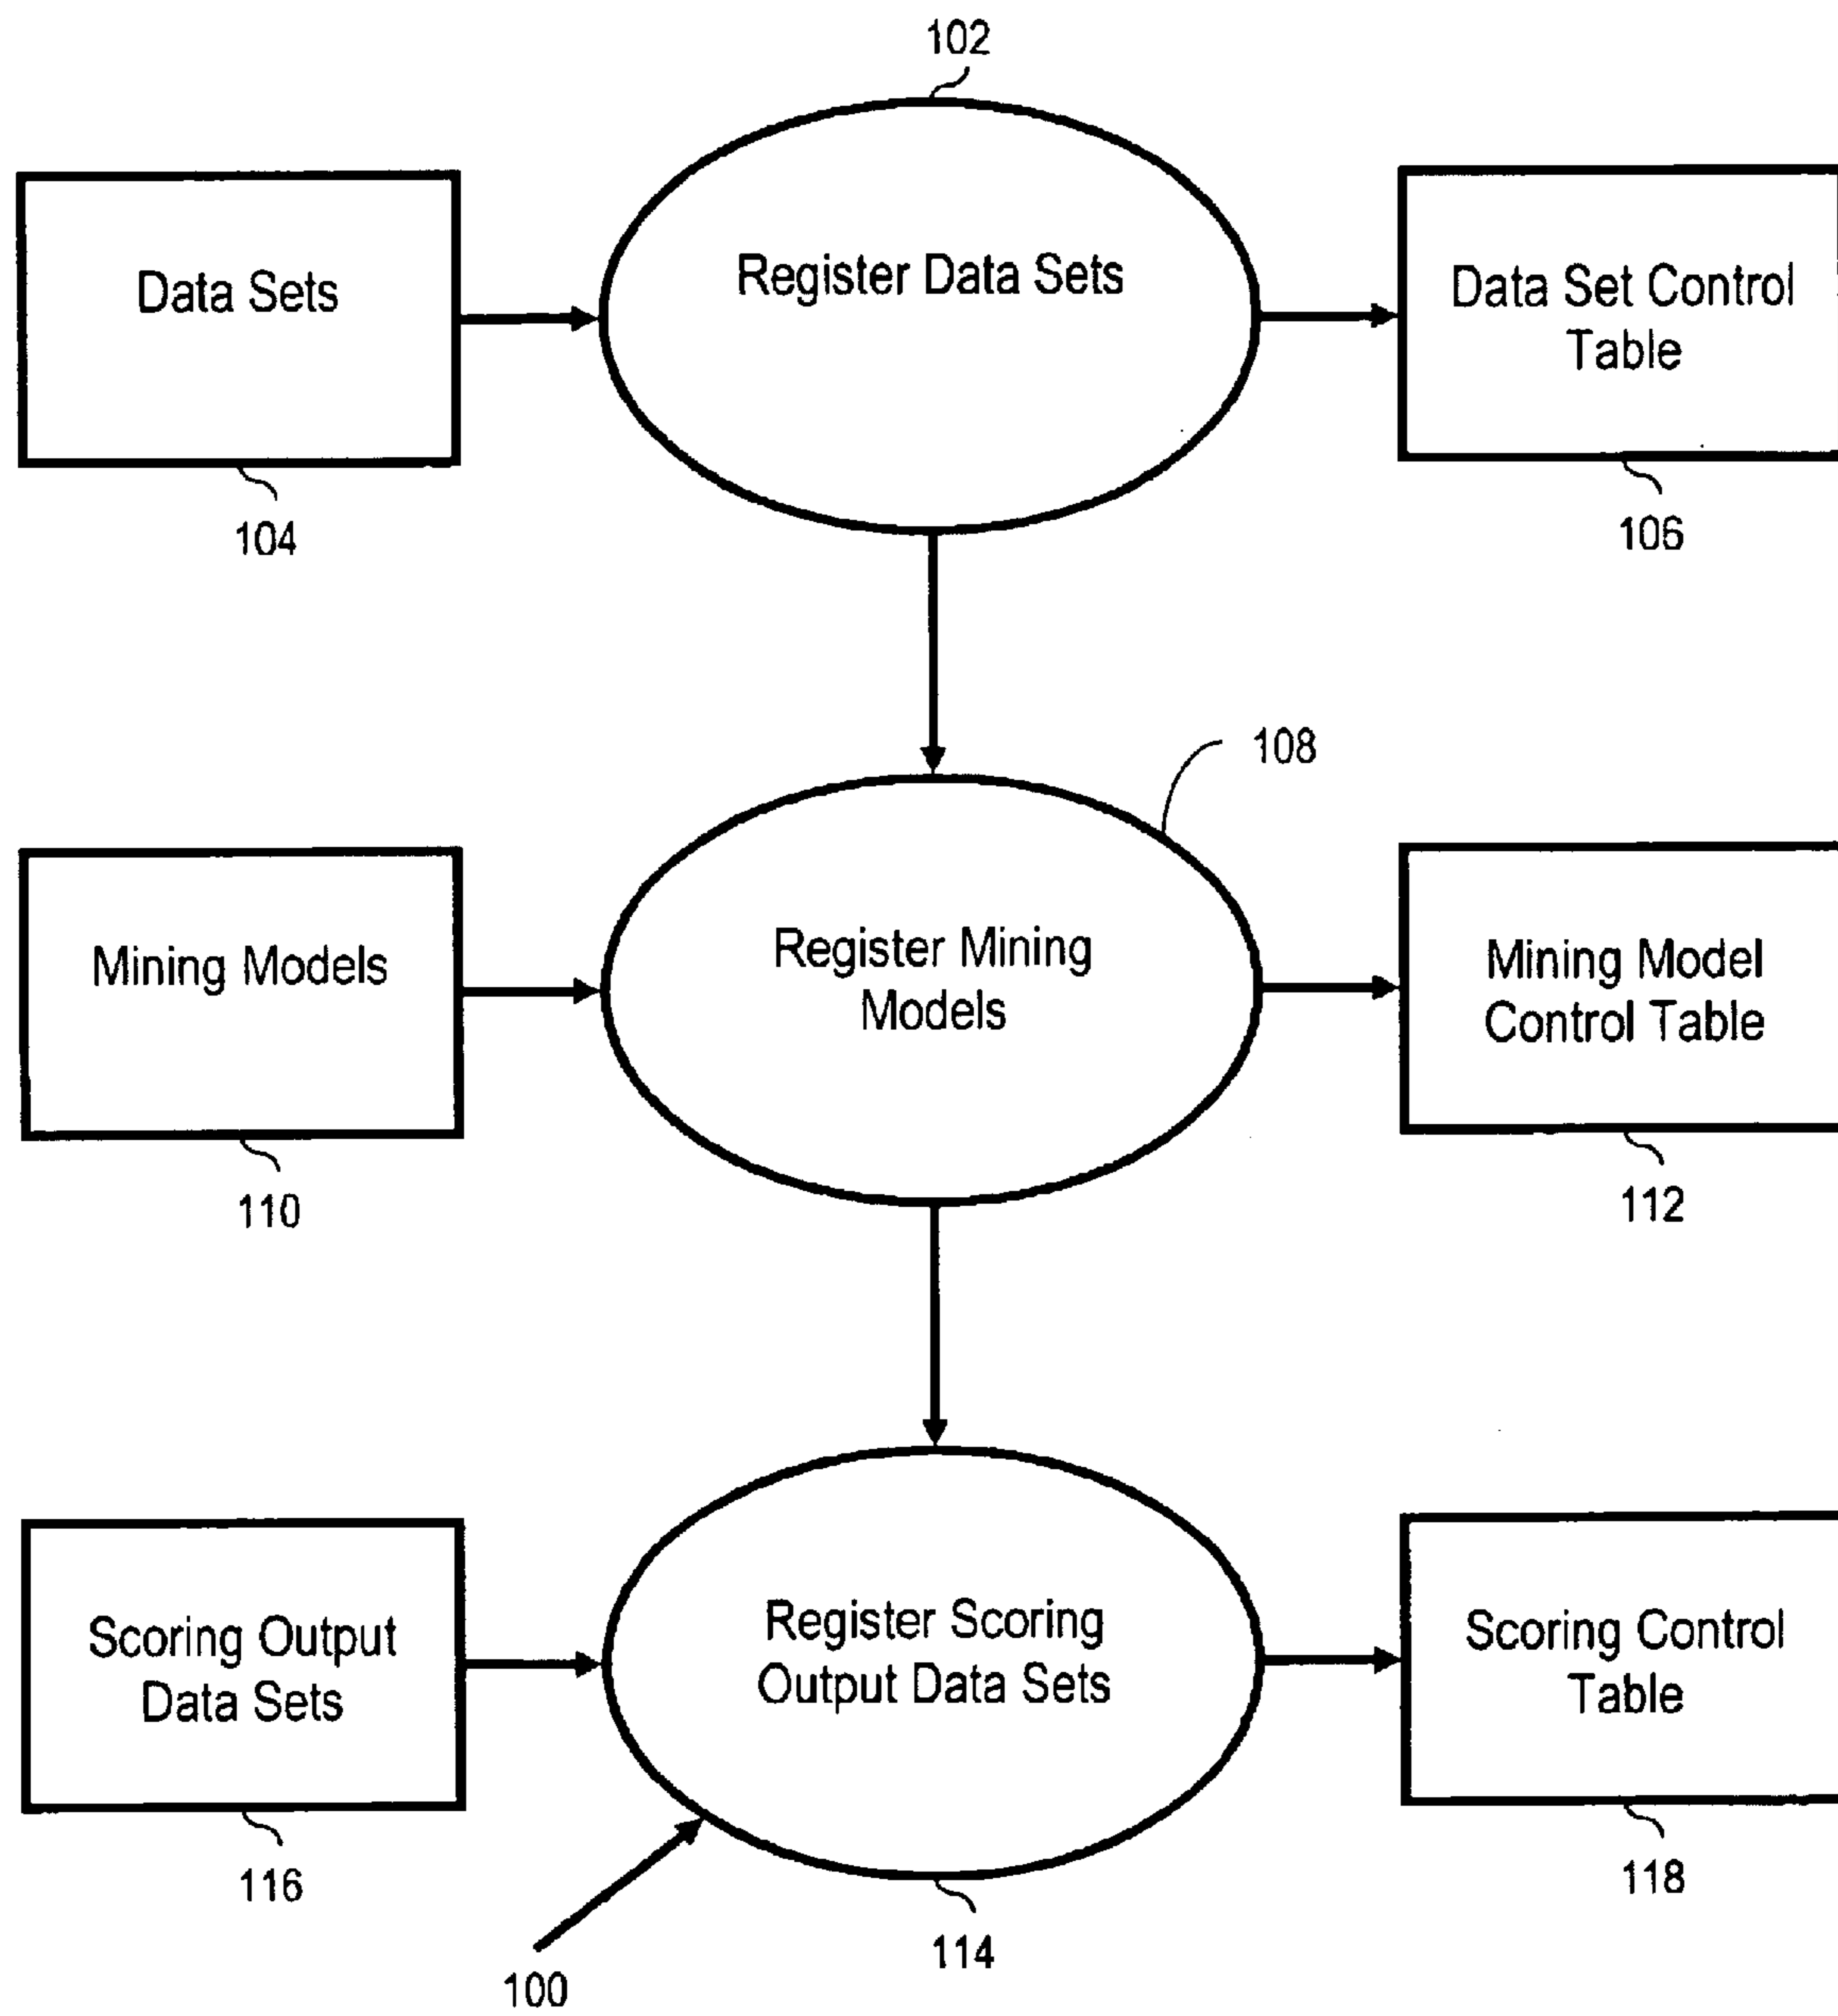 102
Data Sets
Register Data Sets
Data Set Control
Table
104
106
108
Mining Models
Register Mining
Models
Mining Model
Control Table
110
112
Scoring Output
Data Sets
Register Scoring
Output Data Sets
Scoring Control
Table
116
118
114
100